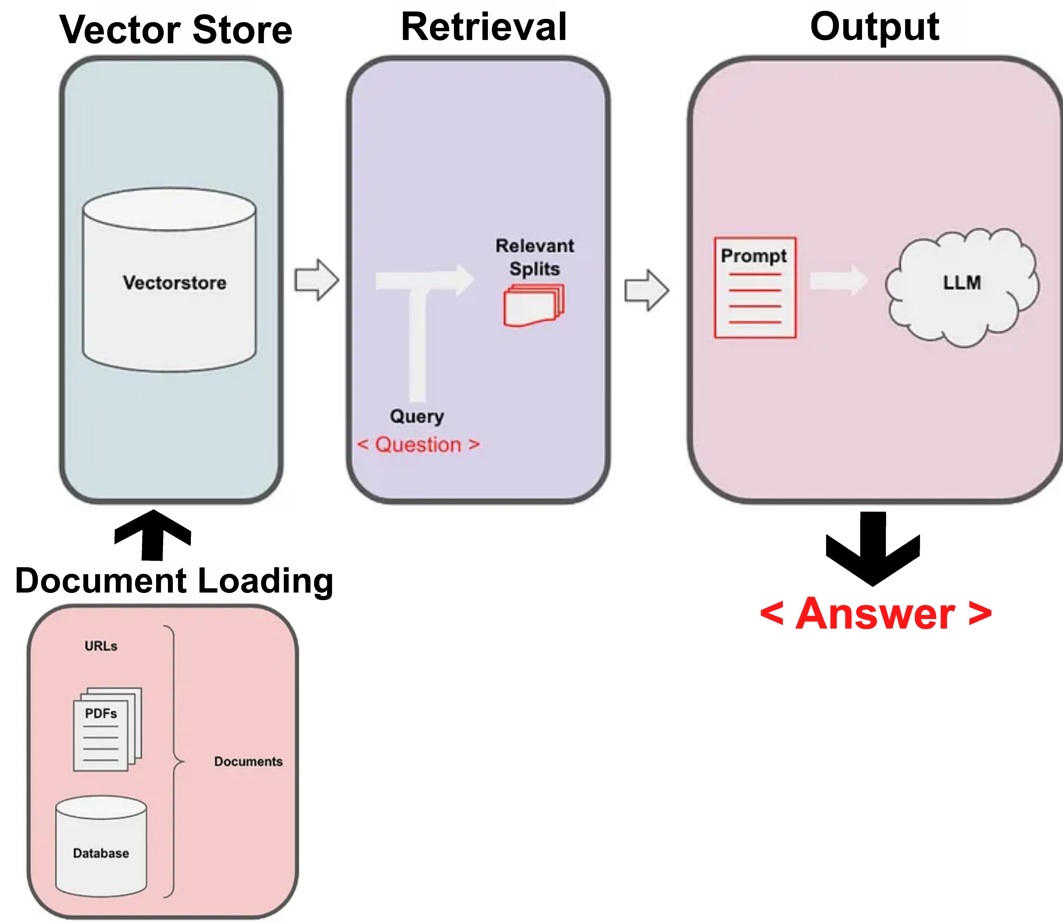 Vector Store
Retrieval
Output
Vectorstore
Relevant
Splits
Query
< Question >
Prompt
LLM
Document Loading
URLs
PDFs
Database
Documents
< Answer >